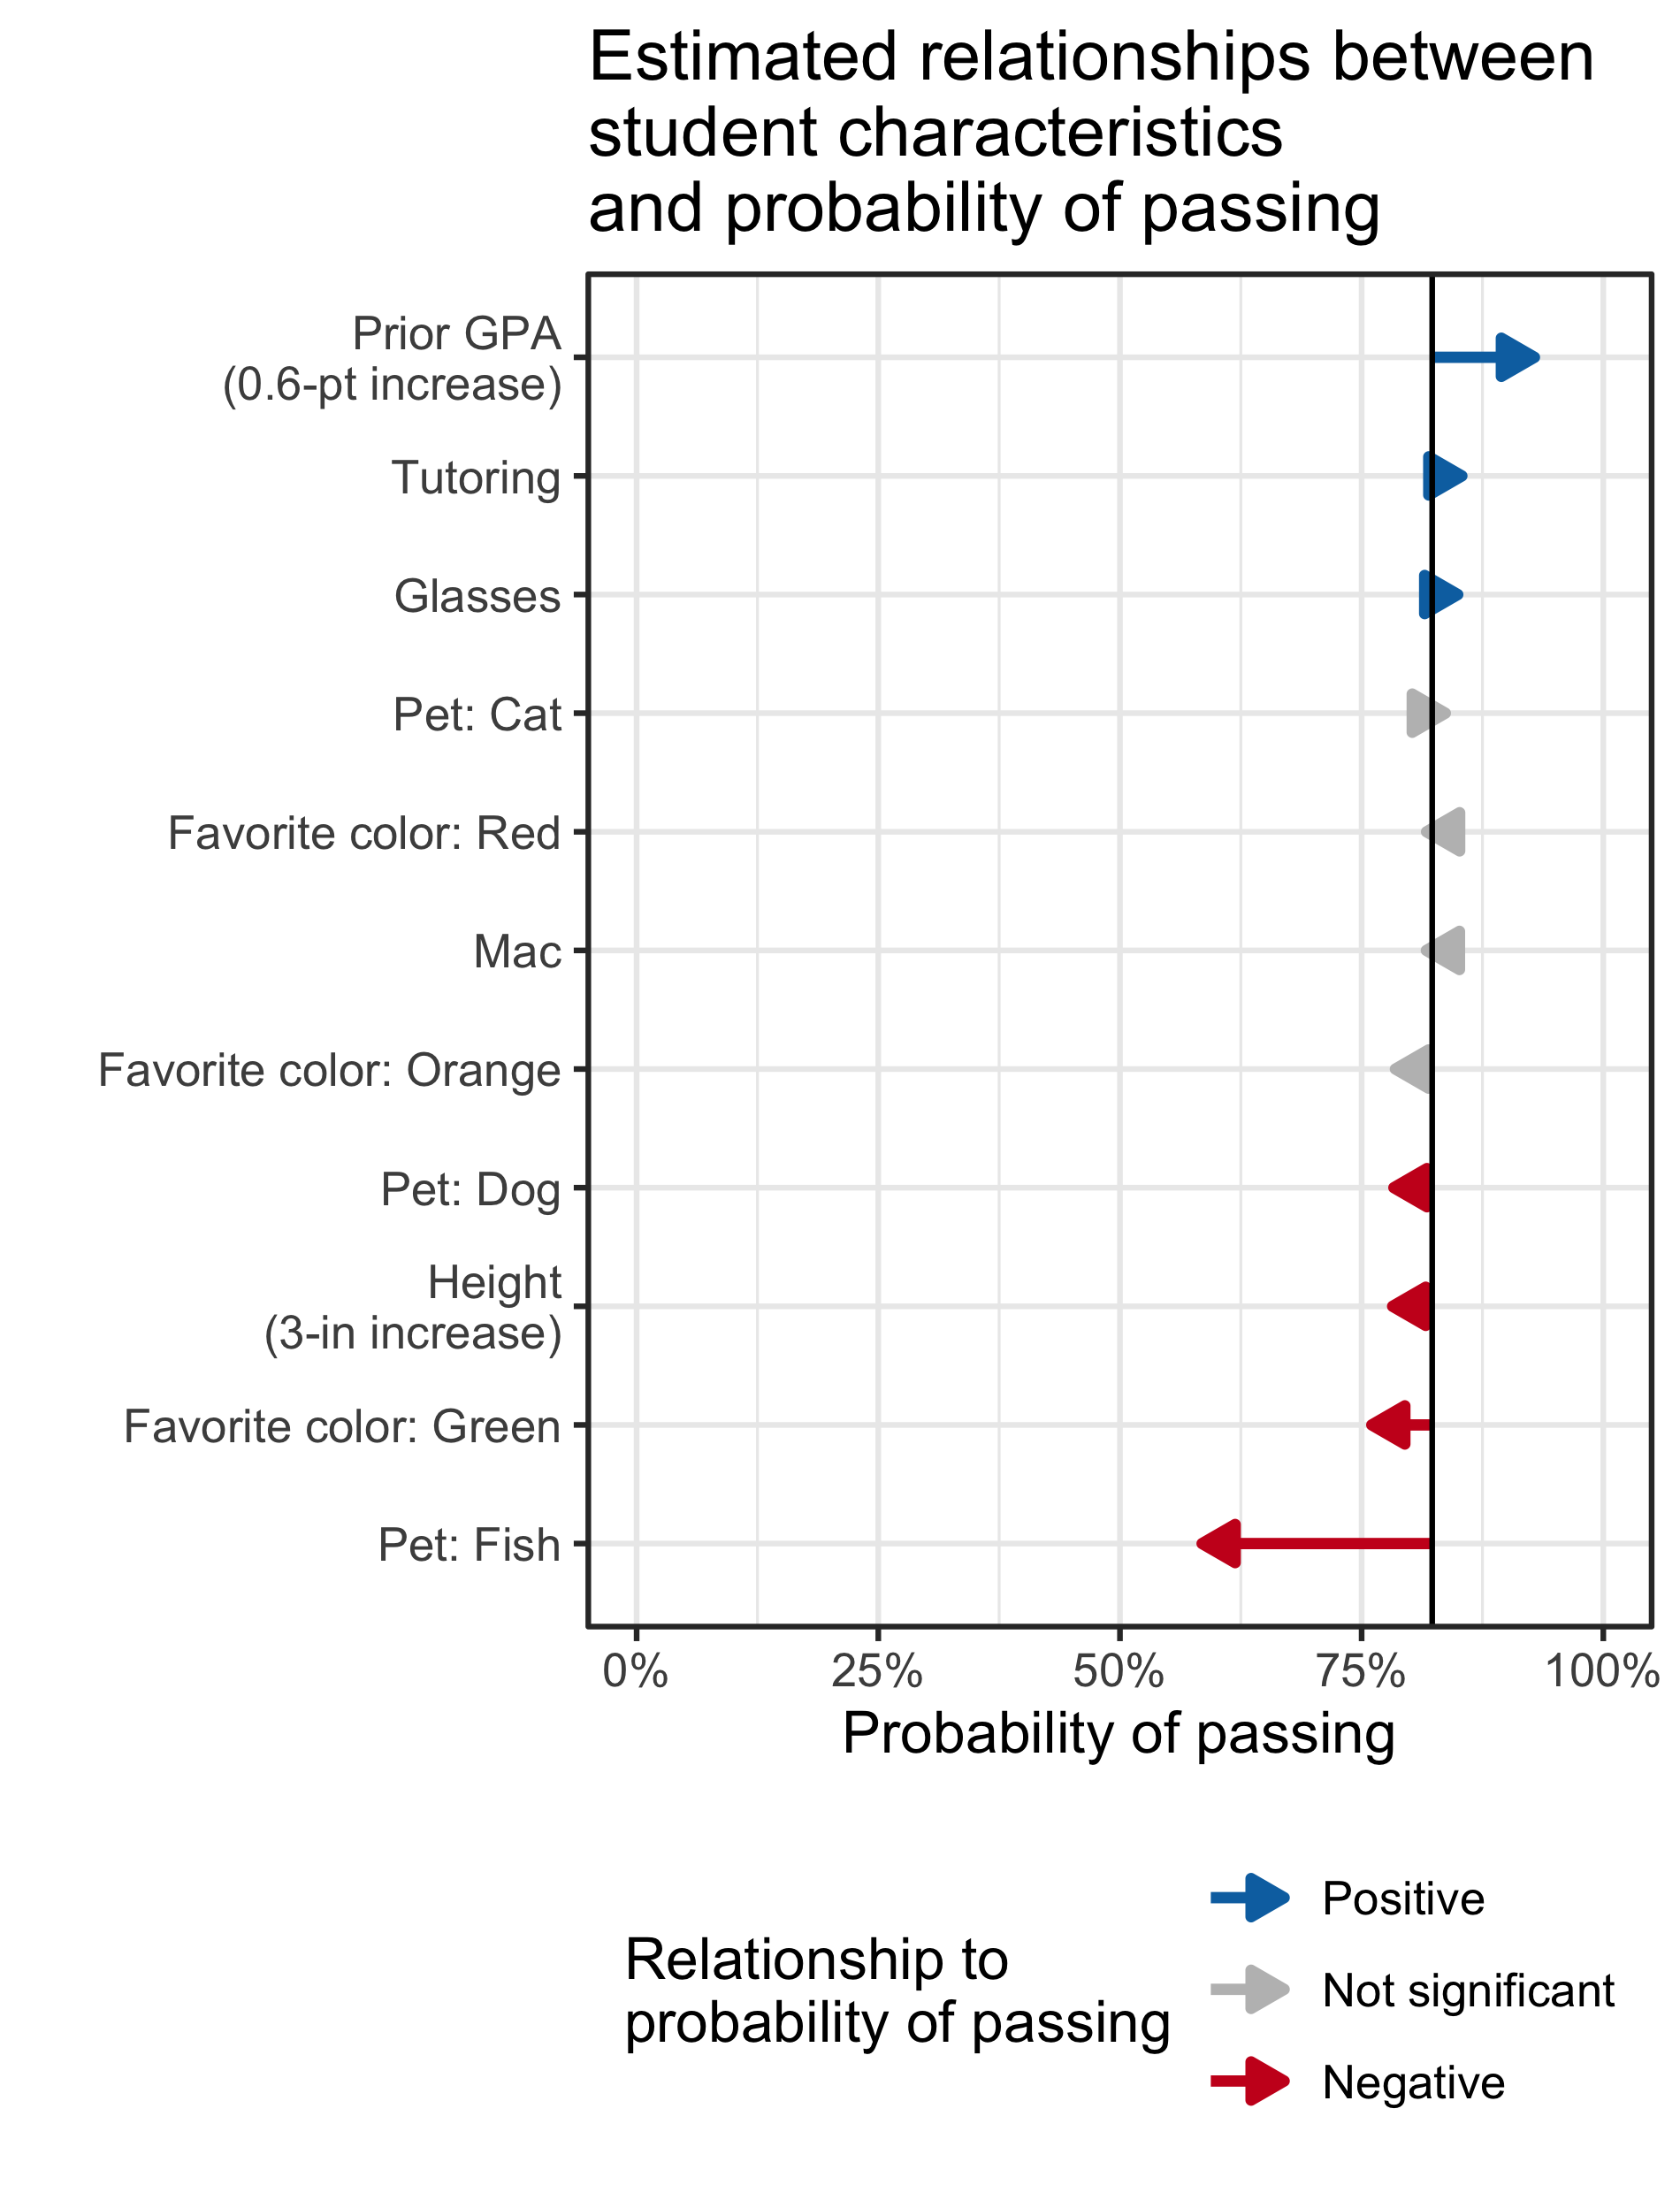 Estimated relationships between
student characteristics
and probability of passing
Prior GPA
(0.6-pt increase)
Tutoring
Glasses
Pet: Cat
Favorite color: Red
Mac
Favorite color: Orange
Pet: Dog
Height
(3-in increase)
Favorite color: Green
Pet: Fish
0% 25% 50% 75% 100%
Probability of passing
Relationship to
probability of passing
Positive
Not significant
Negative